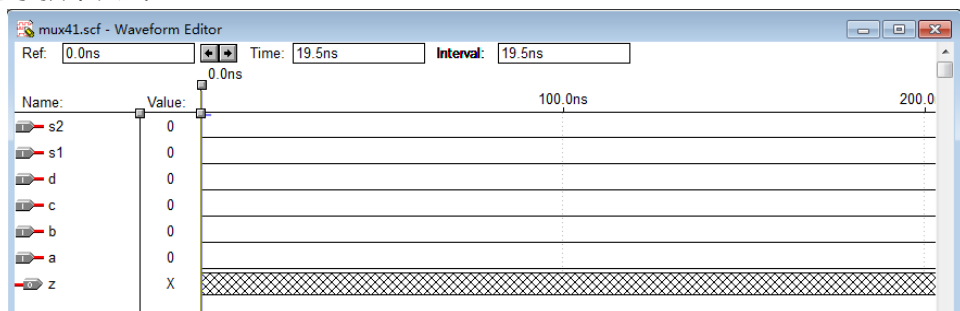 mux41.scf - Waveform Editor
Ref: 0.0ns Time: 19.5ns Interval: 19.5ns
0.0ns
Name: Value: 100.0ns 200.0
s2 0
s1 0
d 0
c 0
b 0
a 0
z X